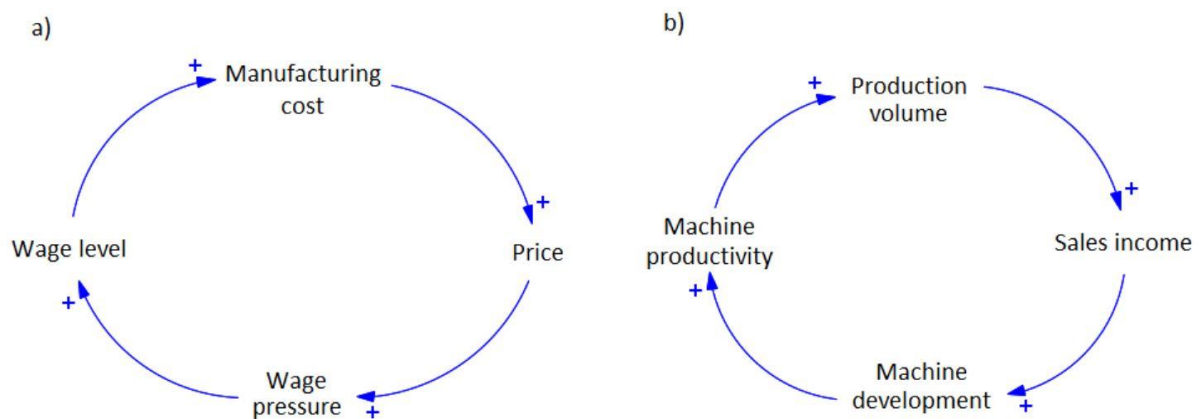 a)
+
Manufacturing
cost
+
Wage level
Price
+
Wage
pressure
+
b)
+
Production
volume
+
Machine
productivity
Sales income
+
Machine
development
+